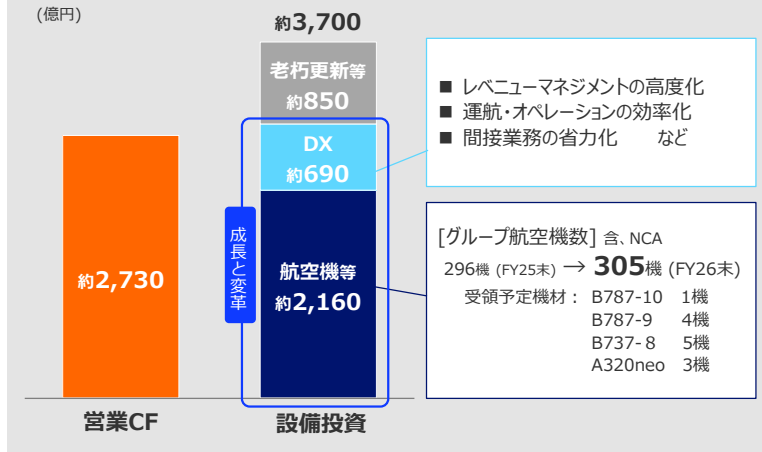 (億円)
約3,700
老朽更新等
約850
DX
約690
航空機等
約2,160
成長と変革
約2,730
営業CF
設備投資
■ レベニューマネジメントの高度化
■ 運航・オペレーションの効率化
■ 間接業務の省力化 など
[グループ航空機数] 含、NCA
296機 (FY25末) → 305機 (FY26末)
受領予定機材： B787-10 1機
B787-9 4機
B737-8 5機
A320neo 3機